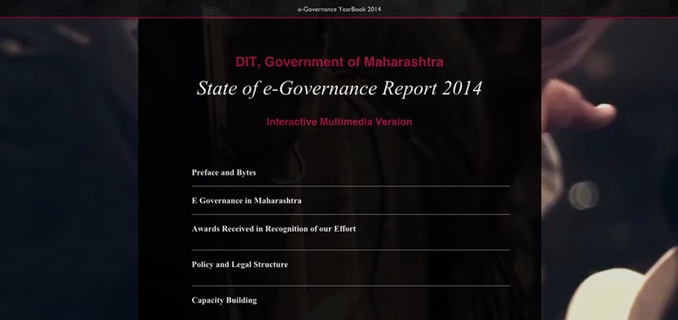 e-Governance YearBook 2014
DIT, Government of Maharashtra
State of e-Governance Report 2014
Interactive Multimedia Version
Preface and Bytes
E Governance in Maharashtra
Awards Received in Recognition of our Effort
Policy and Legal Structure
Capacity Building